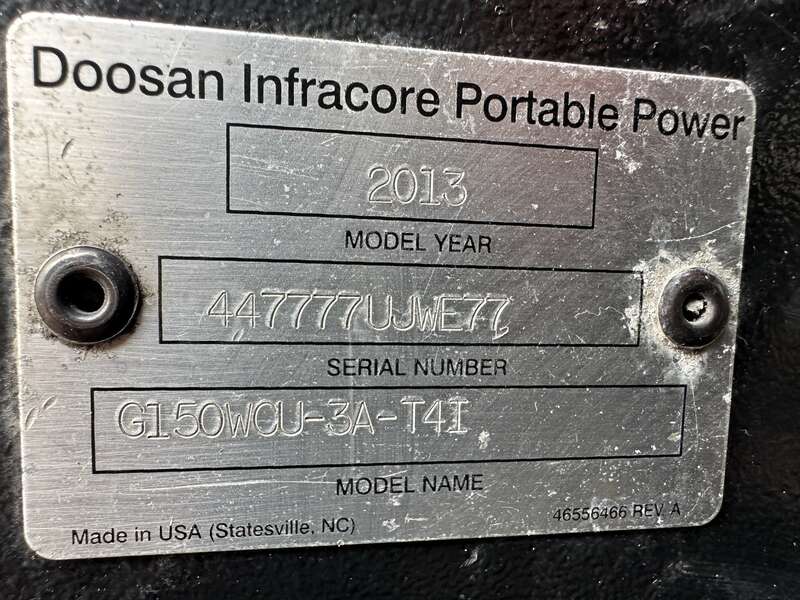 Doosan Infracore Portable Power
2013
MODEL YEAR
447777UJWE77
SERIAL NUMBER
G150WCU-3A-T4I
MODEL NAME
Made in USA (Statesville, NC)
46556466 REV. A